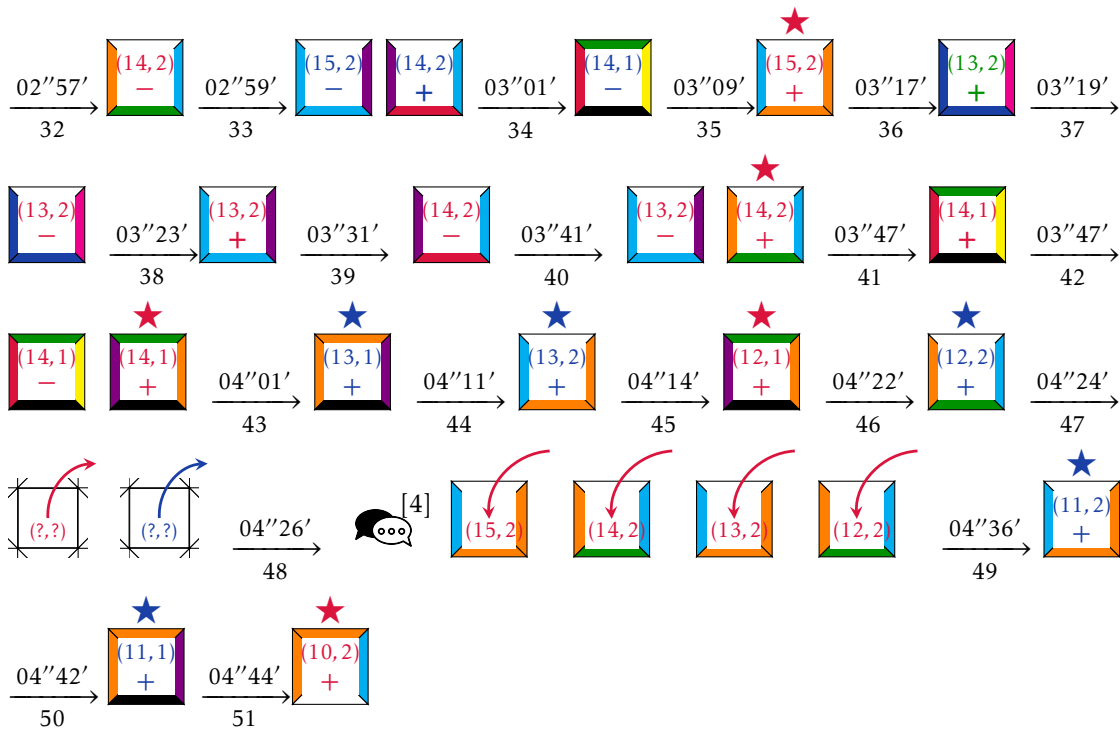 02′′57′ (14, 2) − 02′′59′ (15, 2) − (14, 2) + 03′′01′ (14, 1) − 03′′09′ (15, 2) + 03′′17′ (13, 2) + 03′′19′
32 33 34 35 36 37
(13, 2) − 03′′23′ (13, 2) + 03′′31′ (14, 2) − 03′′41′ (13, 2) − (14, 2) + 03′′47′ (14, 1) + 03′′47′
38 39 40 41 42
(14, 1) − (14, 1) + 04′′01′ (13, 1) + 04′′11′ (13, 2) + 04′′14′ (12, 1) + 04′′22′ (12, 2) + 04′′24′
43 44 45 46 47
(?, ?) (?, ?) 04′′26′ [4] (15, 2) (14, 2) (13, 2) (12, 2) 04′′36′ (11, 2) +
48 49
04′′42′ (11, 1) + 04′′44′ (10, 2) +
50 51